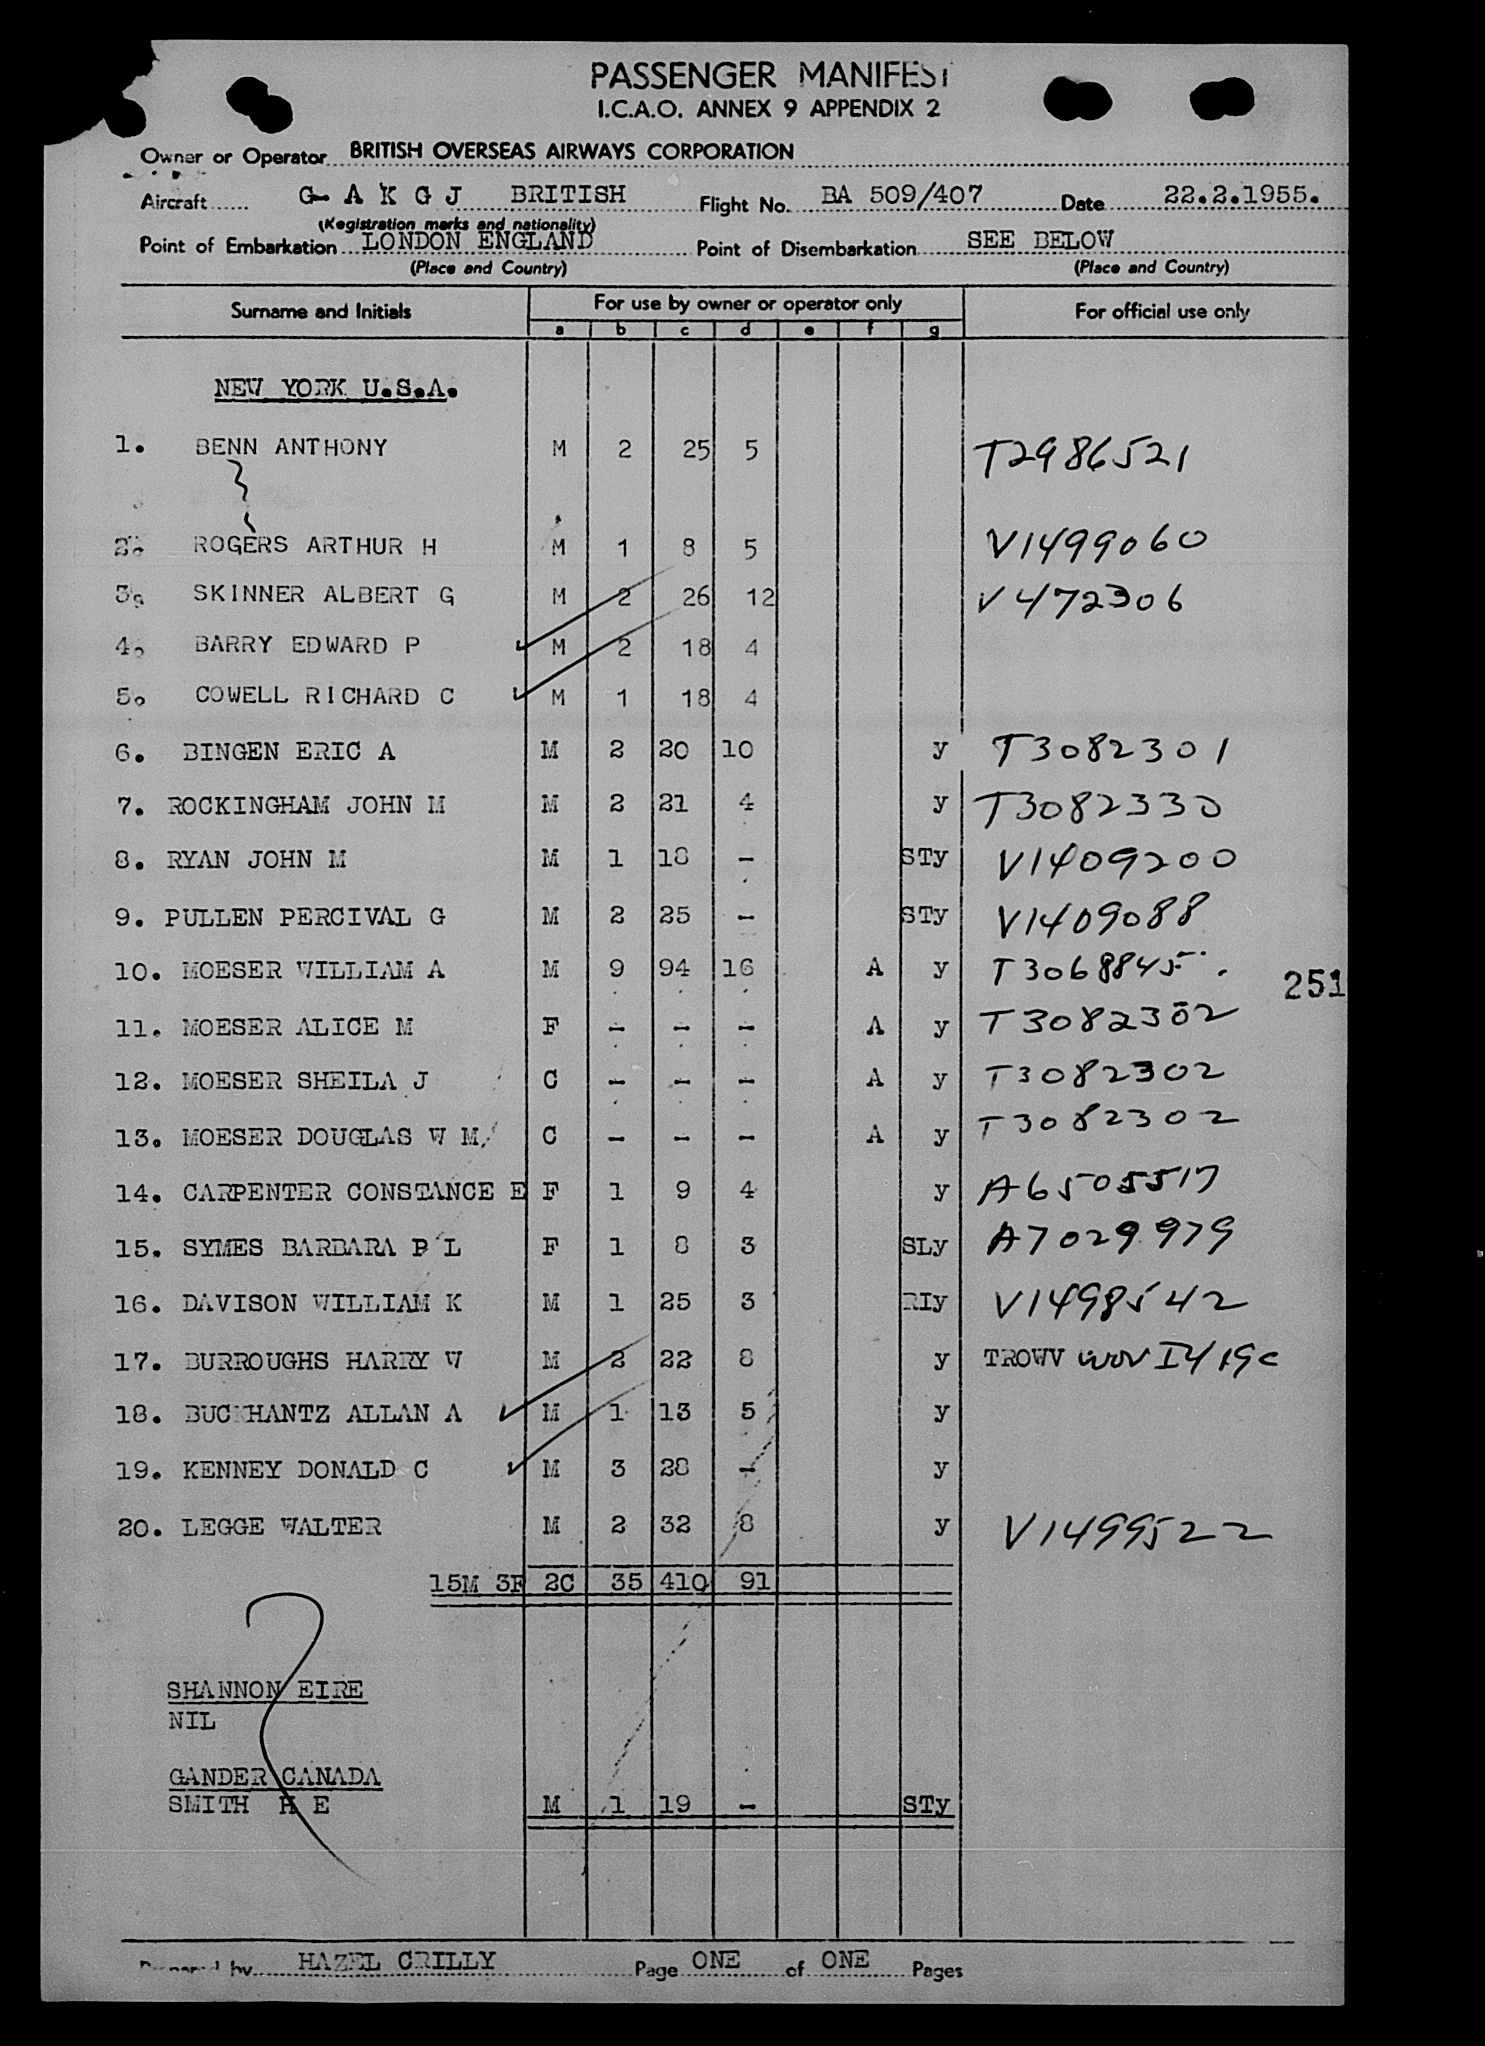 PASSENGER MANIFEST
I.C.A.O. ANNEX 9 APPENDIX 2
Owner or Operator BRITISH OVERSEAS AIRWAYS CORPORATION
Aircraft G-AKGJ BRITISH Flight No. BA 509/407 Date 22.2.1955.
(Registration marks and nationality)
Point of Embarkation LONDON ENGLAND Point of Disembarkation SEE BELOW
(Place and Country) (Place and Country)
Surname and Initials For use by owner or operator only For official use only
a b c d e f g
NEW YORK U.S.A.
1. BENN ANTHONY M 2 25 5 T2986521
2. ROGERS ARTHUR H M 1 8 5 V1499060
3. SKINNER ALBERT G M 2 26 12 V472306
4. BARRY EDWARD P M 2 18 4
5. COWELL RICHARD C M 1 18 4
6. BINGEN ERIC A M 2 20 10 y T3082301
7. ROCKINGHAM JOHN M M 2 21 4 y T3082330
8. RYAN JOHN M M 1 18 - STy V1409200
9. PULLEN PERCIVAL G M 2 25 - STy V1409088
10. MOESER WILLIAM A M 9 94 16 A y T3068845
251
11. MOESER ALICE M F - - - A y T3082302
12. MOESER SHEILA J C - - - A y T3082302
13. MOESER DOUGLAS W M C - - - A y T3082302
14. CARPENTER CONSTANCE E F 1 9 4 y A6505517
15. SYMES BARBARA P L F 1 8 3 SLy A7029979
16. DAVISON WILLIAM K M 1 25 3 RIy V1498542
17. BURROUGHS HARRY W M 2 22 8 y TROWV
18. BUCKHANTZ ALLAN A M 1 13 5 y
19. KENNEY DONALD C M 3 28 - y
20. LEGGE WALTER M 2 32 8 y V1499522
15M 3F 2C 35 410 91
SHANNON EIRE
NIL
GANDER CANADA
SMITH H E M 1 19 - STy
Prepared by HAZEL CRILLY Page ONE of ONE Pages